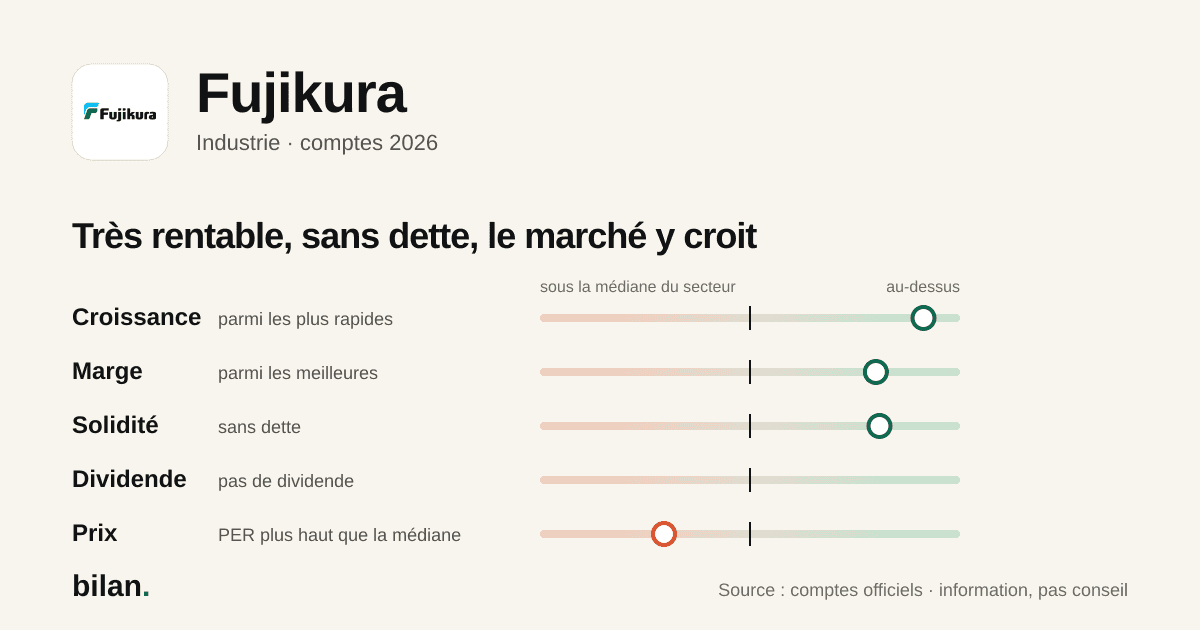 Fujikura
Fujikura
Industrie · comptes 2026
Très rentable, sans dette, le marché y croit
sous la médiane du secteur au-dessus
Croissance parmi les plus rapides
Marge parmi les meilleures
Solidité sans dette
Dividende pas de dividende
Prix PER plus haut que la médiane
bilan.
Source : comptes officiels · information, pas conseil